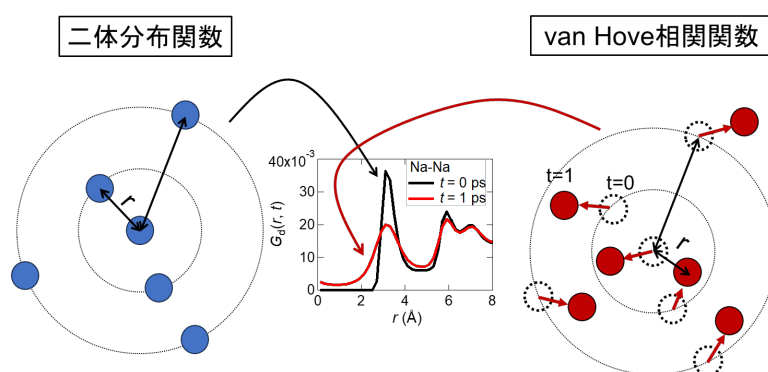 二体分布関数
van Hove相関関数
r
40x10-3
30
20
10
0
Gd(r, t)
Na-Na
t = 0 ps
t = 1 ps
0
2
4
6
8
r (Å)
t=1
t=0
r